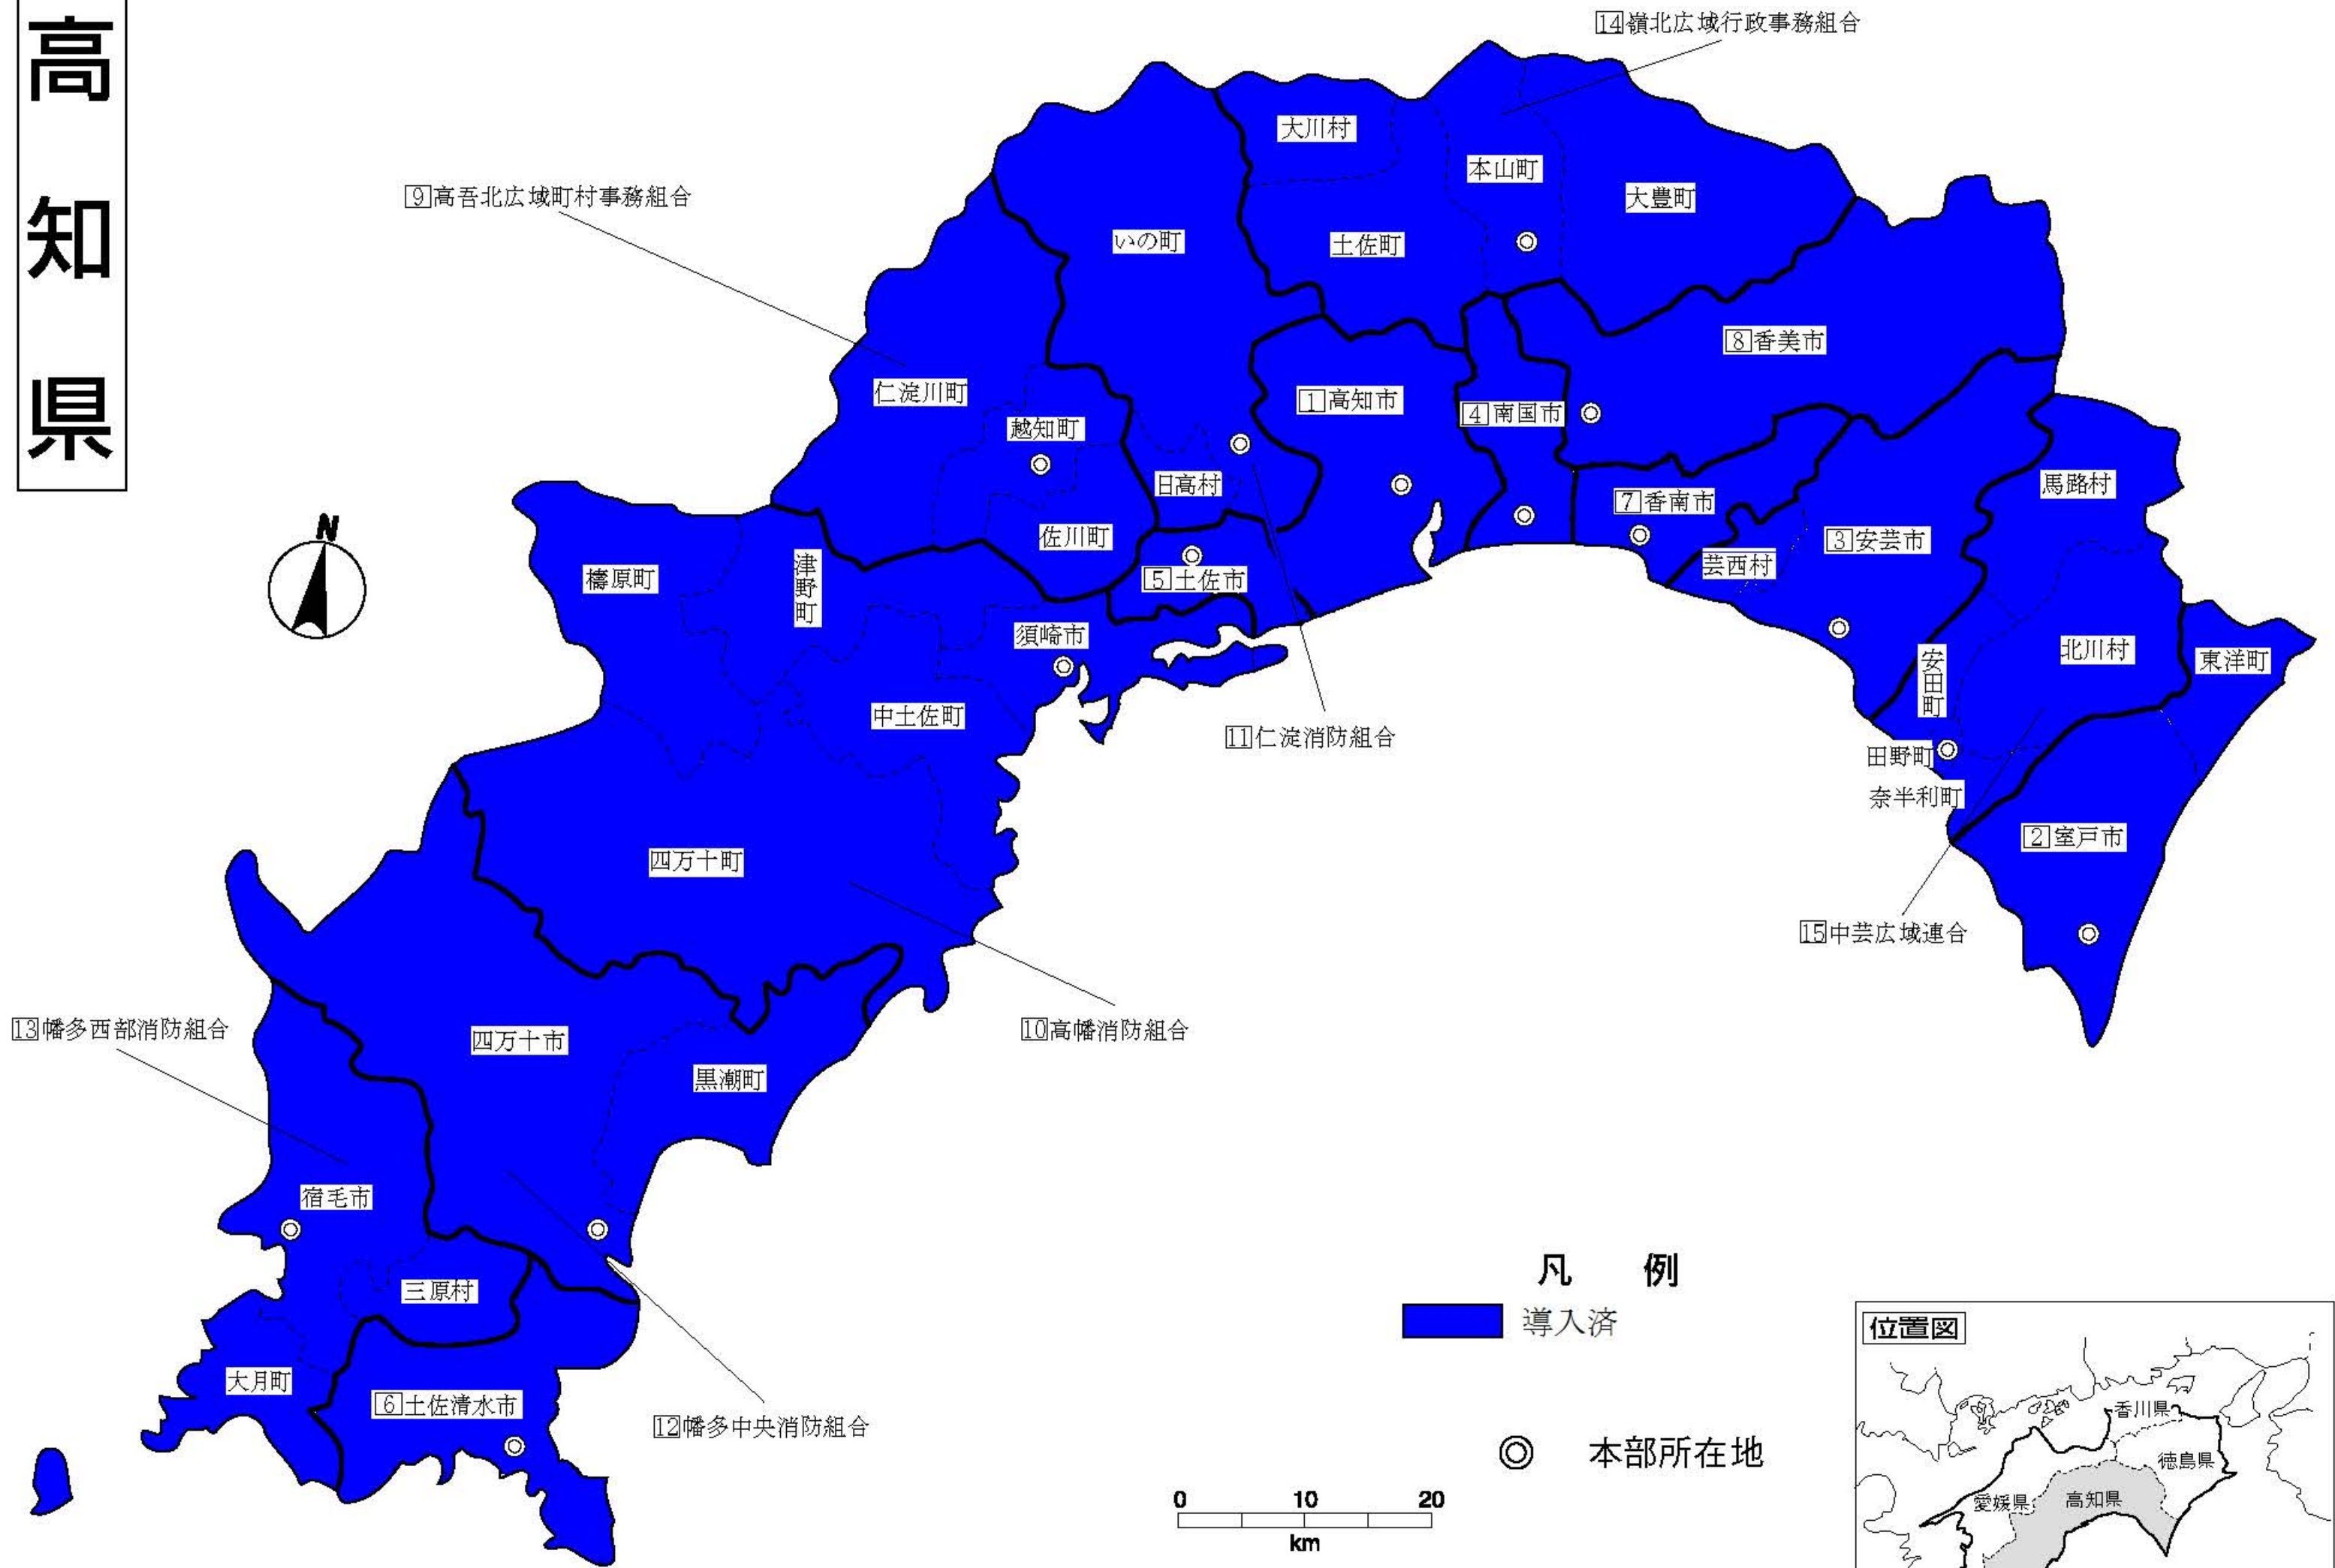 高知県
14嶺北広域行政事務組合
9高吾北広域町村事務組合
大川村
本山町
大豊町
いの町
土佐町
8香美市
仁淀川町
越知町
1高知市
4南国市
日高村
馬路村
7香南市
佐川町
3安芸市
芸西村
5土佐市
檮原町
津野町
須崎市
北川村
東洋町
安田町
中土佐町
11仁淀消防組合
田野町
奈半利町
2室戸市
四万十町
15中芸広域連合
10高幡消防組合
13幡多西部消防組合
四万十市
黒潮町
宿毛市
三原村
大月町
6土佐清水市
12幡多中央消防組合
N
凡 例
導入済
本部所在地
0 10 20
km
位置図
香川県
徳島県
愛媛県
高知県